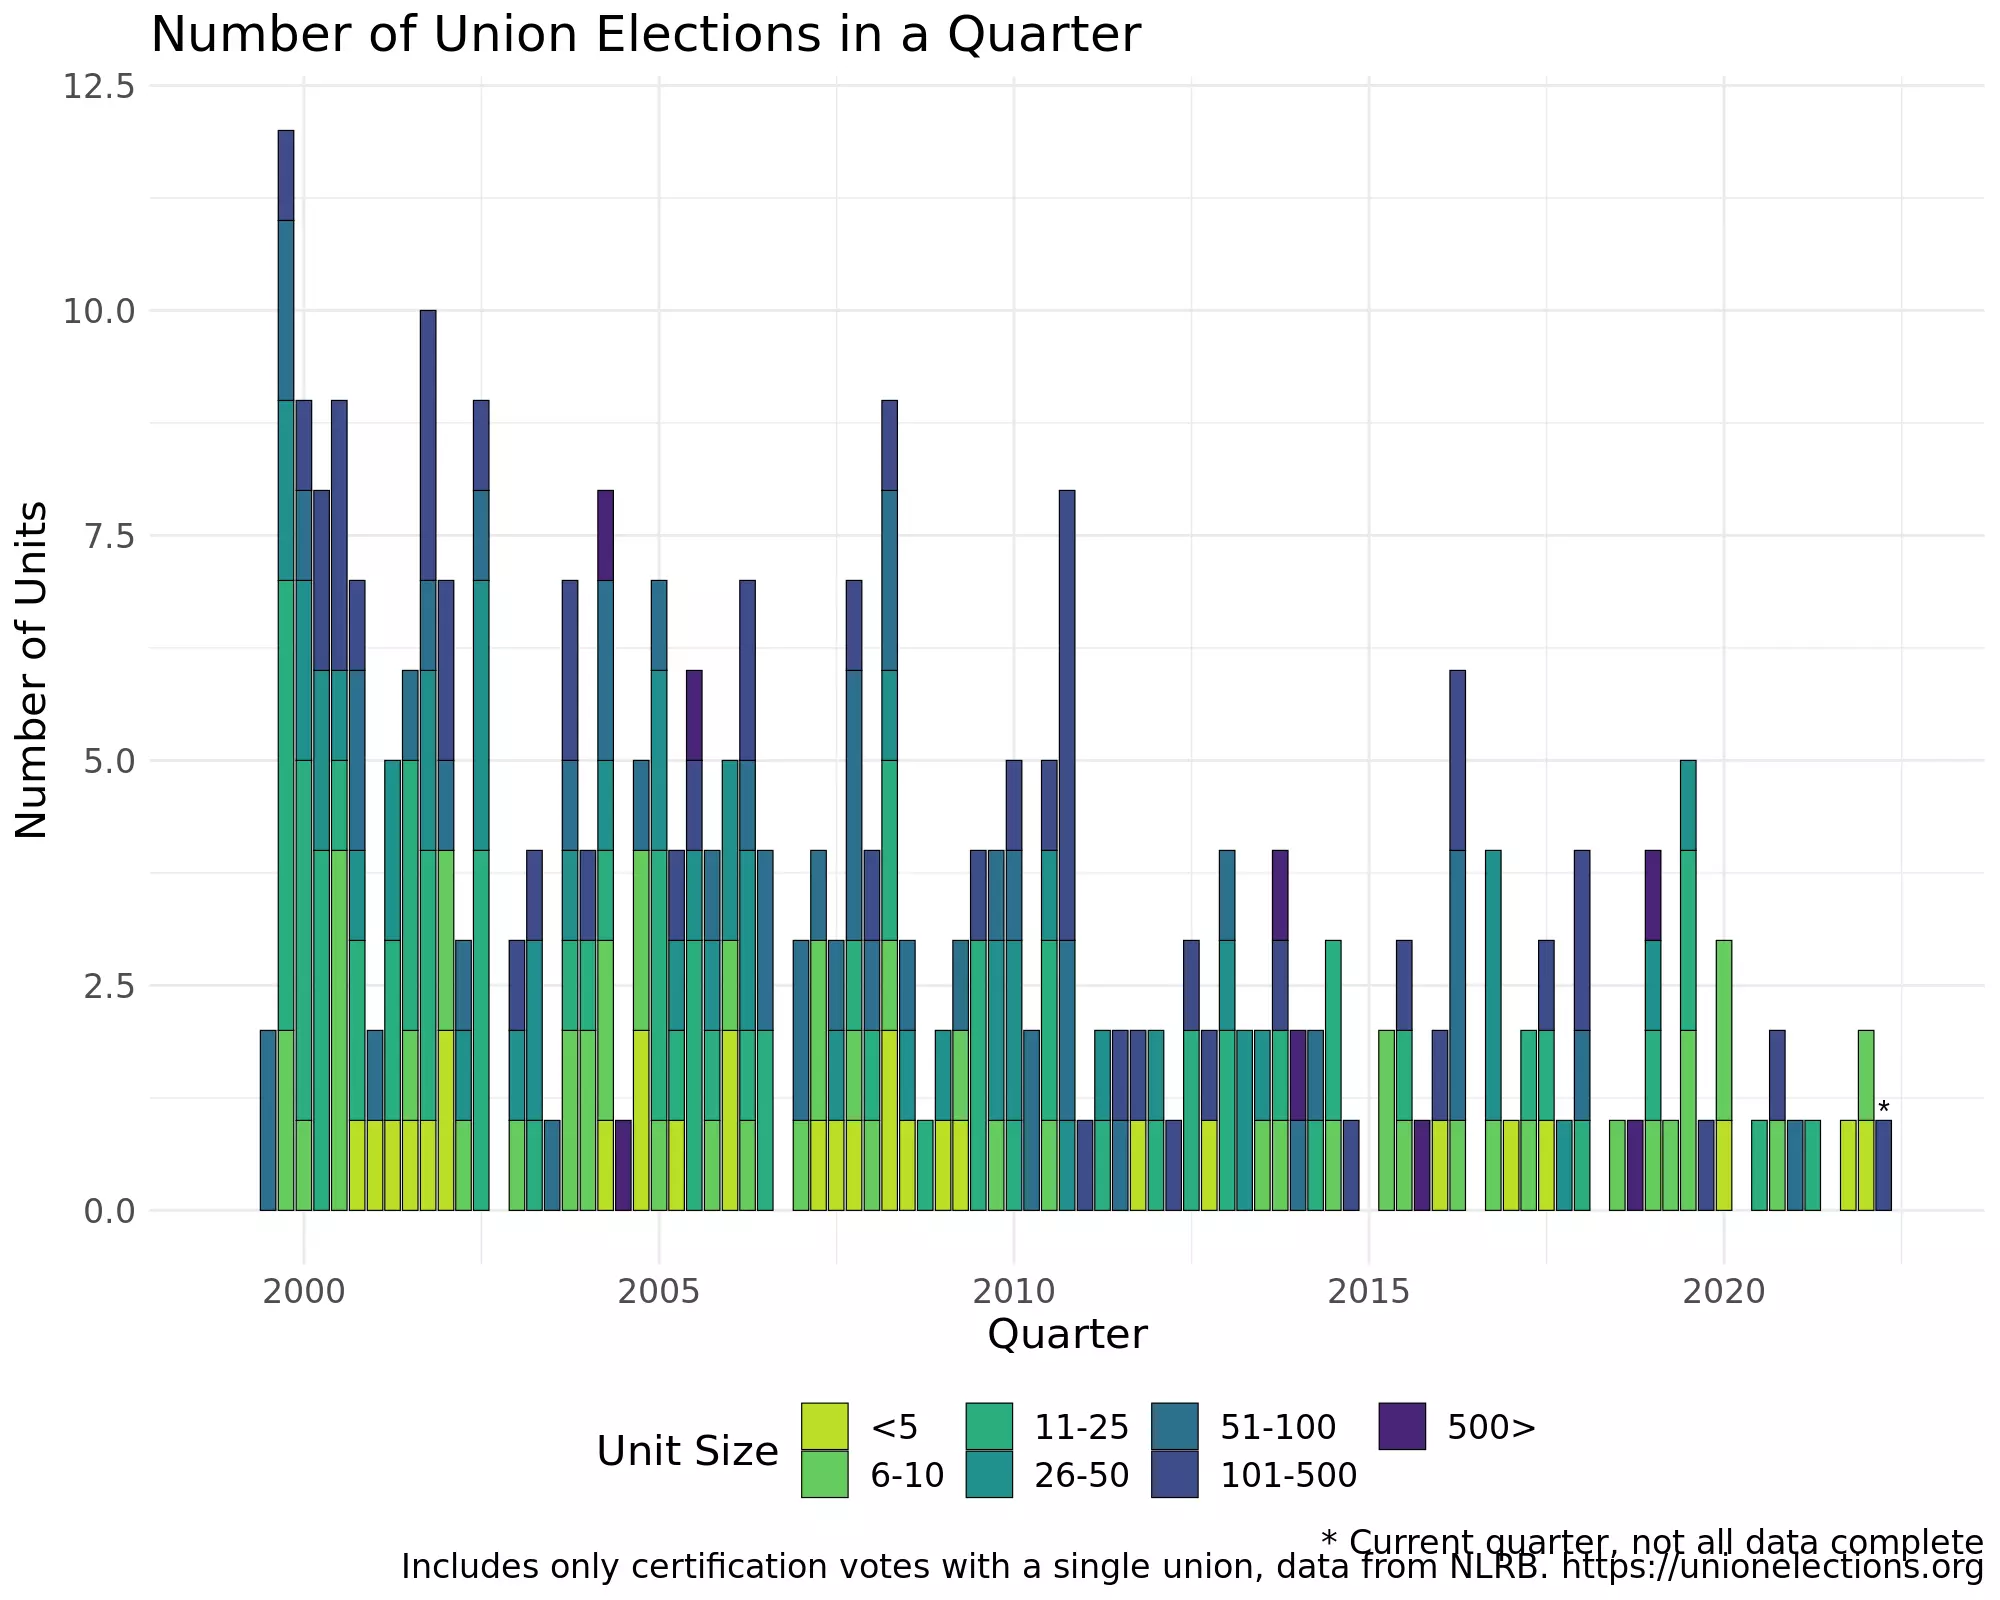 Number of Union Elections in a Quarter
12.5
10.0
7.5
5.0
2.5
0.0
Number of Units
2000 2005 2010 2015 2020
*
Quarter
Unit Size
<5 11-25 51-100 500>
6-10 26-50 101-500
* Current quarter, not all data complete
Includes only certification votes with a single union, data from NLRB. https://unionelections.org